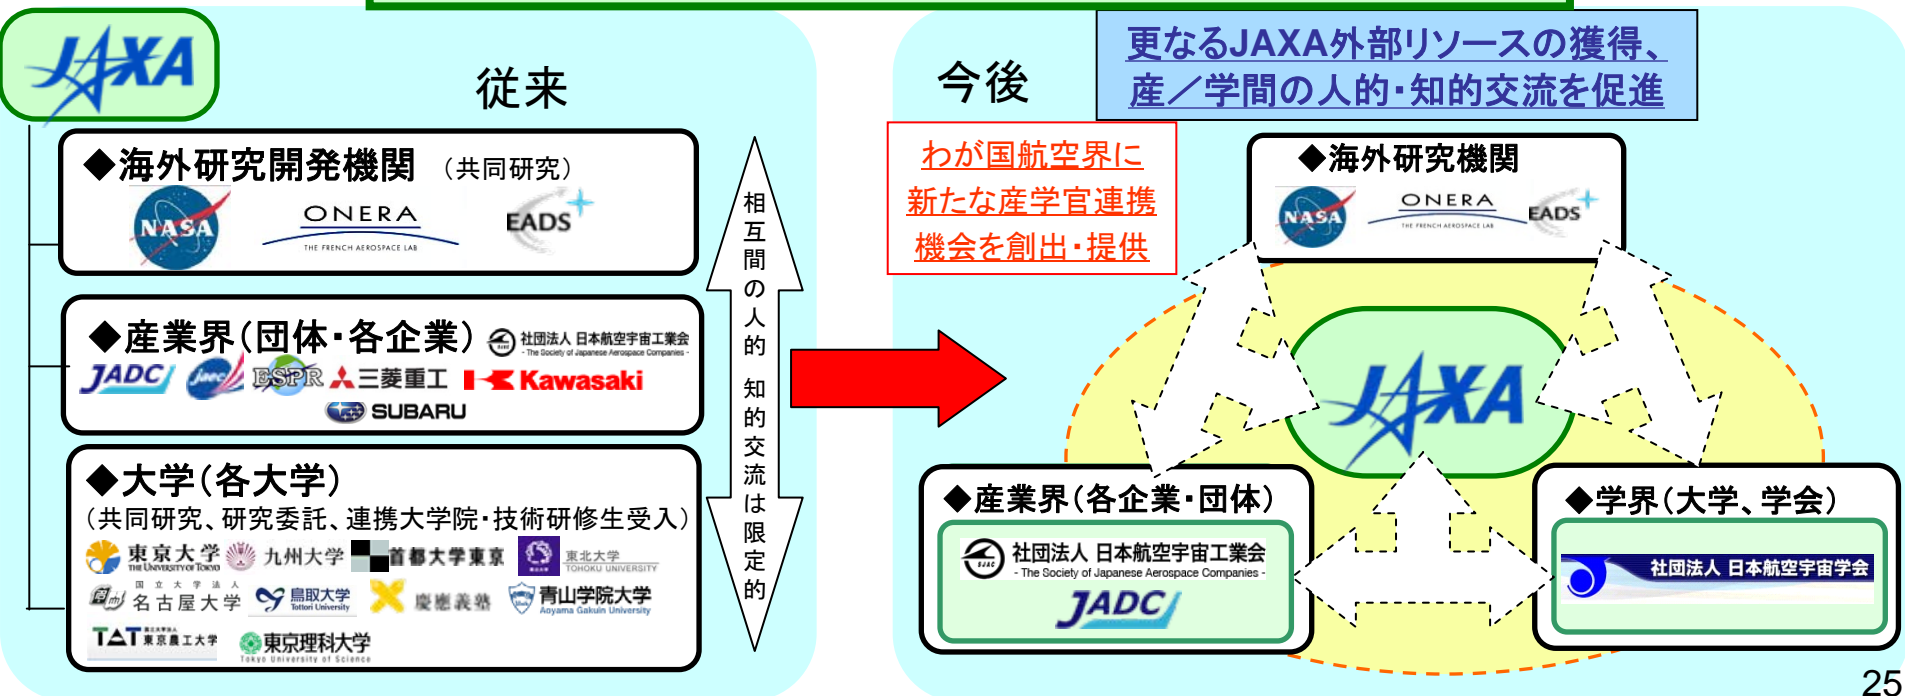 JAXA
従来
◆海外研究開発機関 (共同研究)
NASA
ONERA
THE FRENCH AEROSPACE LAB
EADS
◆産業界(団体・各企業)
社団法人 日本航空宇宙工業会
- The Society of Japanese Aerospace Companies -
JADC
jaec
ESPR
三菱重工
Kawasaki
SUBARU
◆大学(各大学)
(共同研究、研究委託、連携大学院・技術研修生受入)
東京大学
THE UNIVERSITY OF TOKYO
九州大学
首都大学東京
東北大学
TOHOKU UNIVERSITY
国立大学法人
名古屋大学
鳥取大学
Tottori University
慶應義塾
青山学院大学
Aoyama Gakuin University
TAT
東京農工大学
東京理科大学
Tokyo University of Science
相互間の人的 知的交流は限定的
今後
更なるJAXA外部リソースの獲得、
産/学間の人的・知的交流を促進
わが国航空界に
新たな産学官連携
機会を創出・提供
◆海外研究機関
NASA
ONERA
THE FRENCH AEROSPACE LAB
EADS
JAXA
◆産業界(各企業・団体)
SJAC
社団法人 日本航空宇宙工業会
- The Society of Japanese Aerospace Companies -
JADC
◆学界(大学、学会)
社団法人 日本航空宇宙学会
25